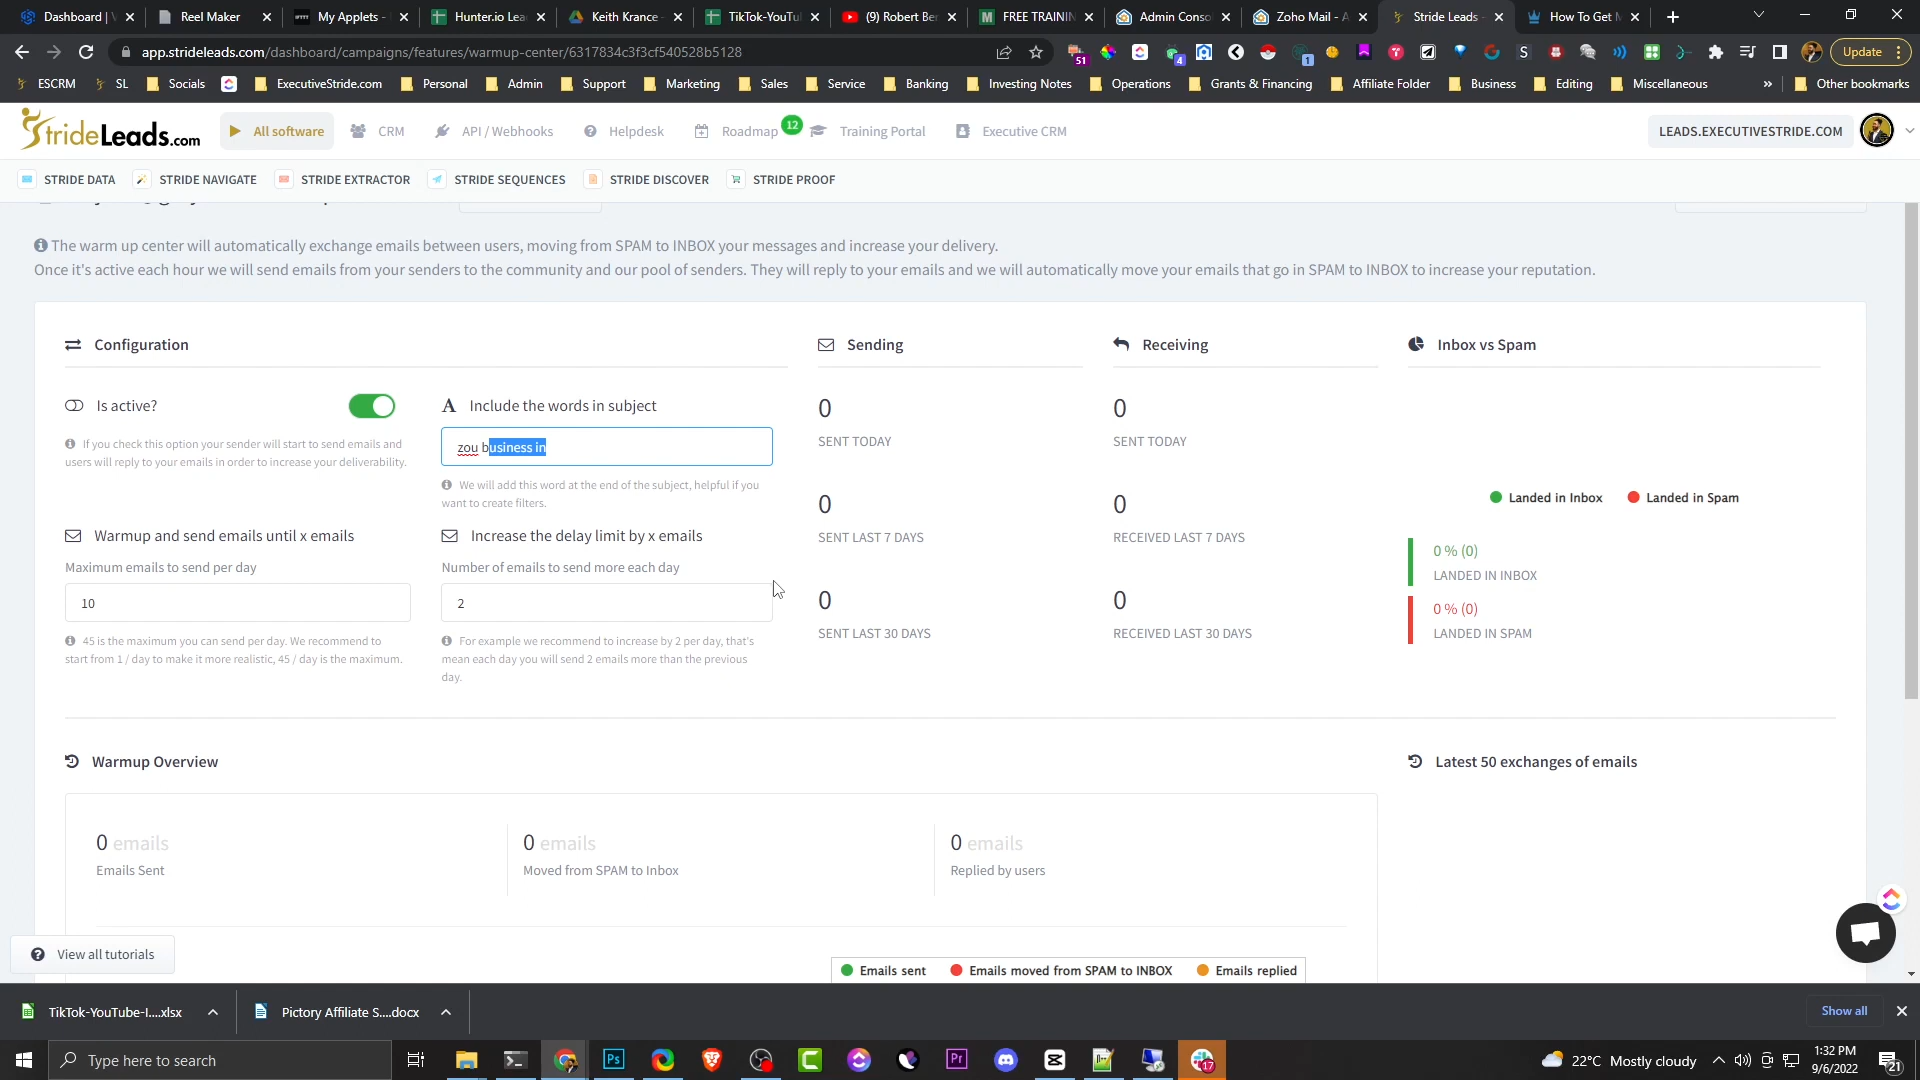 Dashboard | V
Reel Maker
My Applets -
Hunter.io Lea
Keith Krance -
TikTok-YouTu
(9) Robert Ber
FREE TRAININ
Admin Conso
Zoho Mail - A
Stride Leads -
How To Get M
app.strideleads.com/dashboard/campaigns/features/warmup-center/6317834c3f3cf540528b5128
51
4
1
Update
ESCRM
SL
Socials
ExecutiveStride.com
Personal
Admin
Support
Marketing
Sales
Service
Banking
Investing Notes
Operations
Grants & Financing
Affiliate Folder
Business
Editing
Miscellaneous
»
Other bookmarks
StrideLeads.com
All software
CRM
API / Webhooks
Helpdesk
Roadmap
12
Training Portal
Executive CRM
LEADS.EXECUTIVESTRIDE.COM
STRIDE DATA
STRIDE NAVIGATE
STRIDE EXTRACTOR
STRIDE SEQUENCES
STRIDE DISCOVER
STRIDE PROOF
The warm up center will automatically exchange emails between users, moving from SPAM to INBOX your messages and increase your delivery.
Once it's active each hour we will send emails from your senders to the community and our pool of senders. They will reply to your emails and we will automatically move your emails that go in SPAM to INBOX to increase your reputation.
Configuration
Sending
Receiving
Inbox vs Spam
Is active?
If you check this option your sender will start to send emails and
users will reply to your emails in order to increase your deliverability.
A Include the words in subject
zou business in
We will add this word at the end of the subject, helpful if you
want to create filters.
Warmup and send emails until x emails
Maximum emails to send per day
10
45 is the maximum you can send per day. We recommend to
start from 1 / day to make it more realistic, 45 / day is the maximum.
Increase the delay limit by x emails
Number of emails to send more each day
2
For example we recommend to increase by 2 per day, that's
mean each day you will send 2 emails more than the previous
day.
0
SENT TODAY
0
SENT LAST 7 DAYS
0
SENT LAST 30 DAYS
0
SENT TODAY
0
RECEIVED LAST 7 DAYS
0
RECEIVED LAST 30 DAYS
Landed in Inbox
Landed in Spam
0 % (0)
LANDED IN INBOX
0 % (0)
LANDED IN SPAM
Warmup Overview
Latest 50 exchanges of emails
0 emails
Emails Sent
0 emails
Moved from SPAM to Inbox
0 emails
Replied by users
View all tutorials
Emails sent
Emails moved from SPAM to INBOX
Emails replied
TikTok-YouTube-I....xlsx
Pictory Affiliate S....docx
Show all
Type here to search
Ps
Pr
17
22°C Mostly cloudy
1:32 PM
9/6/2022
21